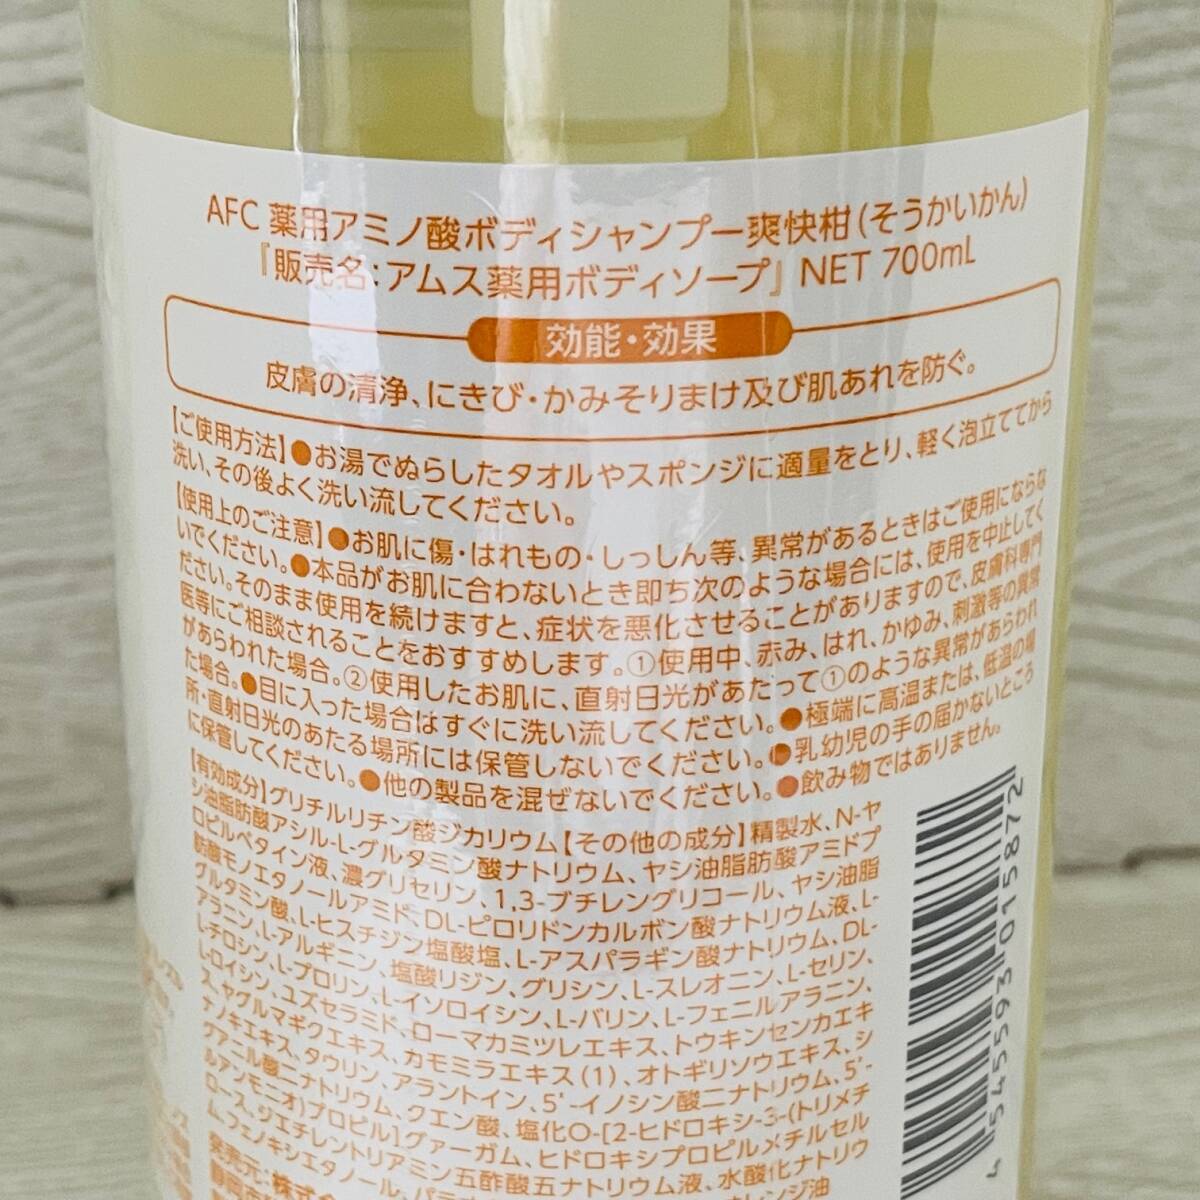 AFC 薬用アミノ酸ボディシャンプー爽快柑(そうかいかん)
『販売名:アムス薬用ボディソープ』 NET 700mL
効能・効果
皮膚の清浄、にきび・かみそりまけ及び肌あれを防ぐ。
【ご使用方法】●お湯でぬらしたタオルやスポンジに適量をとり、軽く泡立ててから
洗い、その後よく洗い流してください。
【使用上のご注意】●お肌に傷・はれもの・しっしん等、異常があるときはご使用にならな
いでください。●本品がお肌に合わないとき即ち次のような場合には、使用を中止してく
ださい。そのまま使用を続けますと、症状を悪化させることがありますので、皮膚科専門
医等にご相談されることをおすすめします。①使用中、赤み、はれ、かゆみ、刺激等の異常
があらわれた場合。②使用したお肌に、直射日光があたって①のような異常があらわれ
た場合。●目に入った場合はすぐに洗い流してください。●極端に高温または、低温の場
所・直射日光のあたる場所には保管しないでください。●乳幼児の手の届かないところ
に保管してください。●他の製品を混ぜないでください。●飲み物ではありません。
【有効成分】グリチルリチン酸ジカリウム【その他の成分】精製水、N-ヤ
シ油脂肪酸アシル-L-グルタミン酸ナトリウム、ヤシ油脂肪酸アミドプ
ロピルベタイン液、濃グリセリン、1,3-ブチレングリコール、ヤシ油脂
肪酸モノエタノールアミド、DL-ピロリドンカルボン酸ナトリウム液、L-
グルタミン酸、L-ヒスチジン塩酸塩、L-アスパラギン酸ナトリウム、DL-
アラニン、L-アルギニン、塩酸リジン、グリシン、L-スレオニン、L-セリン、
L-チロシン、L-プロリン、L-イソロイシン、L-バリン、L-フェニルアラニン、
L-ロイシン、ユズセラミド、ローマカミツレエキス、トウキンセンカエキ
ス、ヤグルマギクエキス、カモミラエキス(1)、オトギリソウエキス、シ
ナノキエキス、タウリン、アラントイン、5'-イノシン酸二ナトリウム、5'-
グアニル酸二ナトリウム、クエン酸、塩化O-[2-ヒドロキシ-3-(トリメチ
ルアンモニオ)プロピル]グァーガム、ヒドロキシプロピルメチルセル
ロース、ジエチレントリアミン五酢酸五ナトリウム液、水酸化ナトリウ
ム、フェノキシエタノール、パラオ オレンジ油
発売元:株式会
静岡
4 545593 015872